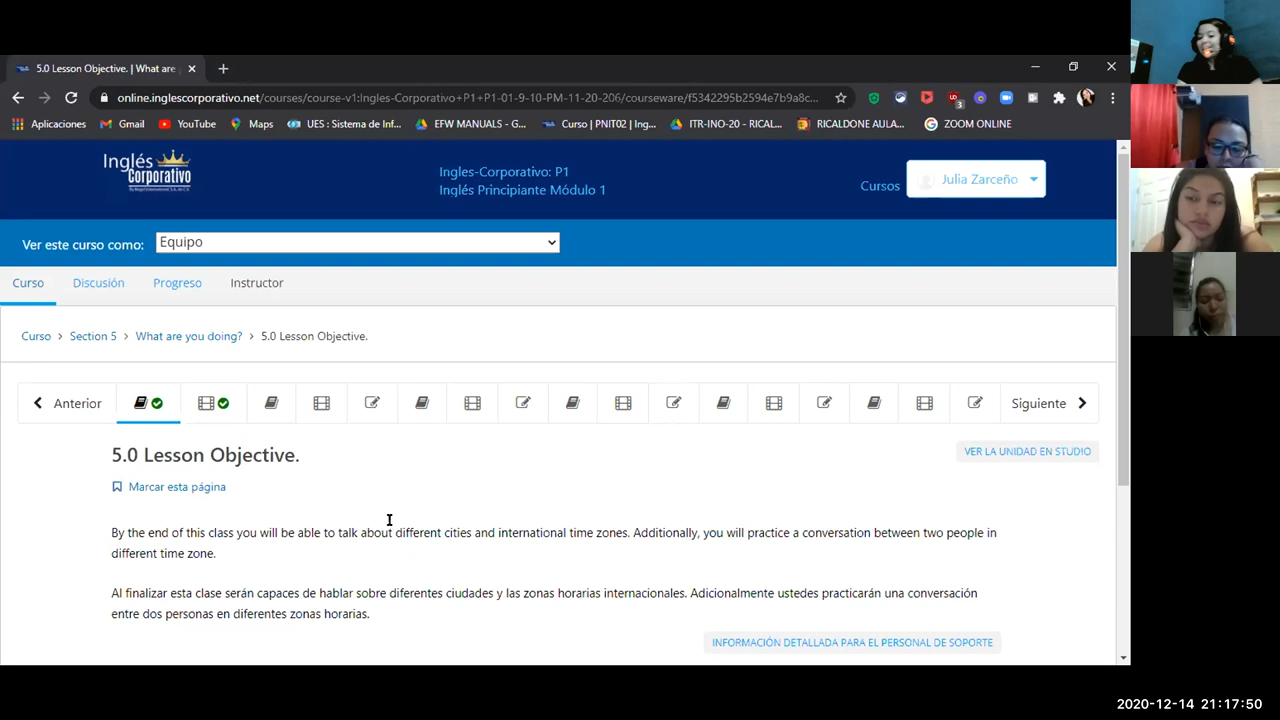 5.0 Lesson Objective. | What are
online.inglescorporativo.net/courses/course-v1:Ingles-Corporativo+P1+P1-01-9-10-PM-11-20-206/courseware/f5342295b2594e7b9a8c...
Aplicaciones Gmail YouTube Maps UES : Sistema de Inf... EFW MANUALS - G... Curso | PNIT02 | Ing... ITR-INO-20 - RICAL... RICALDONE AULA... ZOOM ONLINE
Inglés
Corporativo
Ingles-Corporativo: P1
Inglés Principiante Módulo 1
Cursos
Julia Zarceño
Ver este curso como: Equipo
Curso Discusión Progreso Instructor
Curso > Section 5 > What are you doing? > 5.0 Lesson Objective.
Anterior Siguiente
5.0 Lesson Objective.
VER LA UNIDAD EN STUDIO
Marcar esta página
By the end of this class you will be able to talk about different cities and international time zones. Additionally, you will practice a conversation between two people in
different time zone.
Al finalizar esta clase serán capaces de hablar sobre diferentes ciudades y las zonas horarias internacionales. Adicionalmente ustedes practicarán una conversación
entre dos personas en diferentes zonas horarias.
INFORMACIÓN DETALLADA PARA EL PERSONAL DE SOPORTE
2020-12-14 21:17:50